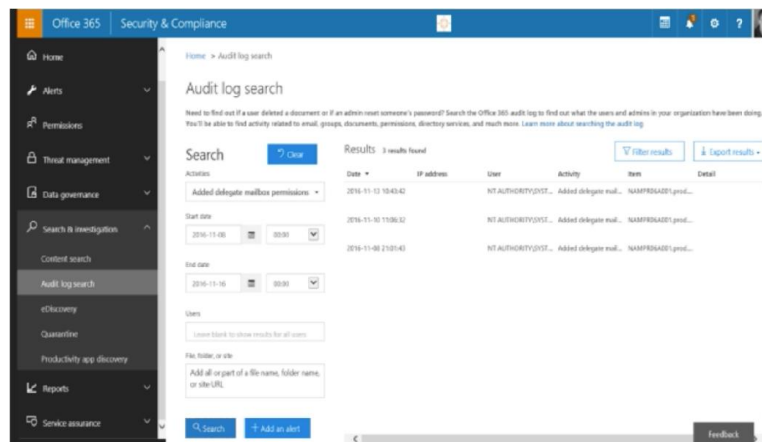 Office 365
Security & Compliance
?
Home
Alerts
Permissions
Threat management
Data governance
Search & investigation
Content search
Audit log search
eDiscovery
Quarantine
Productivity app discovery
Reports
Service assurance
Home > Audit log search
Audit log search
Need to find out if a user deleted a document or if an admin reset someone's password? Search the Office 365 audit log to find out what the users and admins in your organization have been doing.
You'll be able to find activity related to email, groups, documents, permissions, directory services, and much more. Learn more about searching the audit log
Search
Clear
Activities
Added delegate mailbox permissions
Start date
2016-11-08 00:00
End date
2016-11-16 00:00
Users
Leave blank to show results for all users
File, folder, or site
Add all or part of a file name, folder name,
or site URL
Search
+ Add an alert
Results 3 results found
Filter results
Export results
Date IP address User Activity Item Detail
2016-11-13 10:43:42 NT AUTHORITY\SYST... Added delegate mail... NAMPR06A001.prod....
2016-11-10 11:06:32 NT AUTHORITY\SYST... Added delegate mail... NAMPR06A001.prod....
2016-11-08 21:01:43 NT AUTHORITY\SYST... Added delegate mail... NAMPR06A001.prod....
Feedback